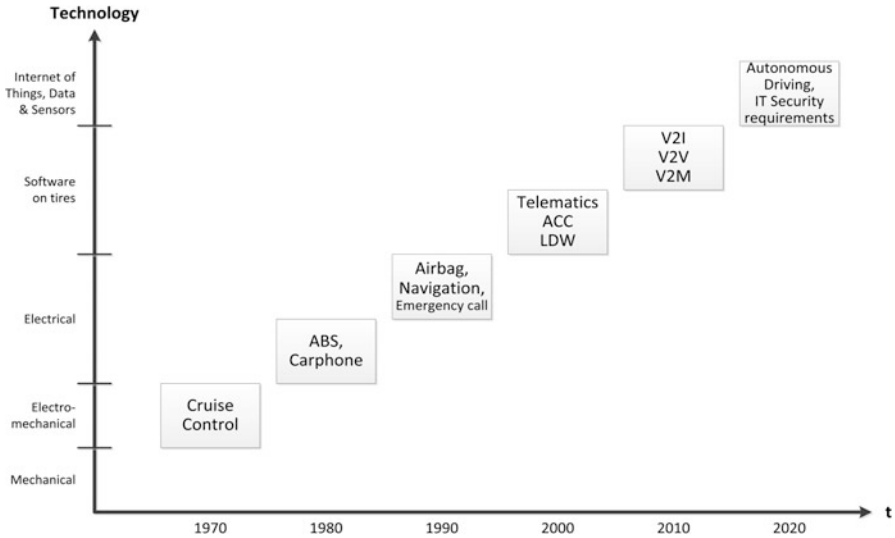 Technology
Internet of
Things, Data
& Sensors
Autonomous
Driving,
IT Security
requirements
V2I
V2V
V2M
Software
on tires
Telematics
ACC
LDW
Airbag,
Navigation,
Emergency call
Electrical
ABS,
Carphone
Electro-
mechanical
Cruise
Control
Mechanical
t
1970
1980
1990
2000
2010
2020